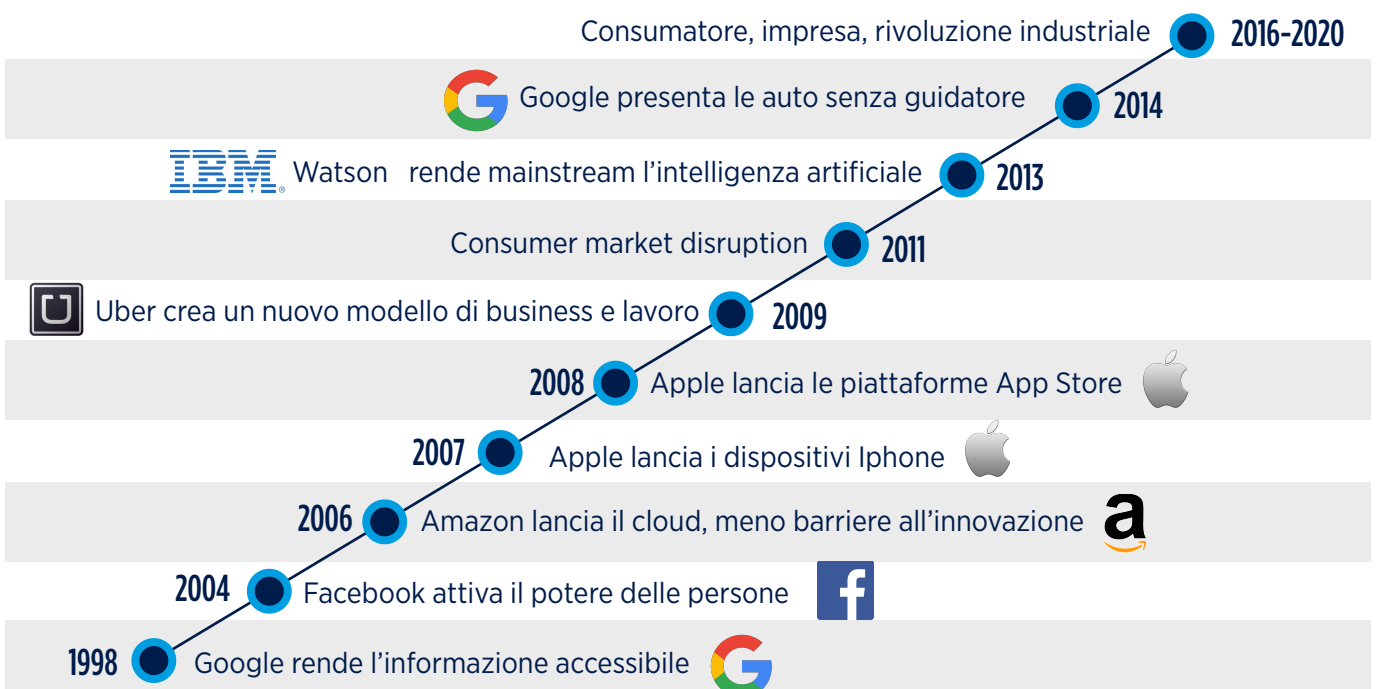 Consumatore, impresa, rivoluzione industriale 2016-2020
Google presenta le auto senza guidatore 2014
IBM® Watson rende mainstream l’intelligenza artificiale 2013
Consumer market disruption 2011
Uber crea un nuovo modello di business e lavoro 2009
2008 Apple lancia le piattaforme App Store
2007 Apple lancia i dispositivi Iphone
2006 Amazon lancia il cloud, meno barriere all’innovazione a
2004 Facebook attiva il potere delle persone f
1998 Google rende l’informazione accessibile G